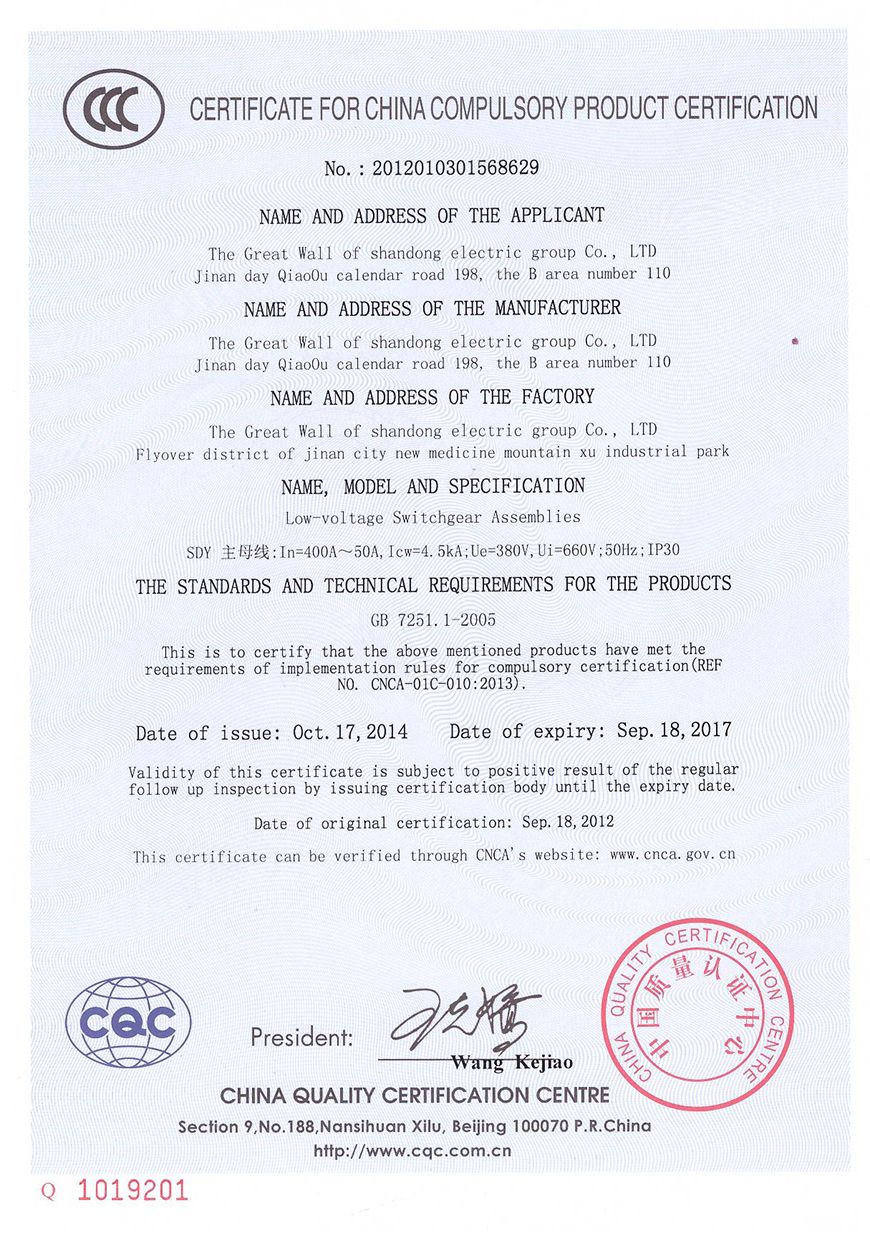 CCC
CERTIFICATE FOR CHINA COMPULSORY PRODUCT CERTIFICATION
No.: 2012010301568629
NAME AND ADDRESS OF THE APPLICANT
The Great Wall of shandong electric group Co., LTD
Jinan day QiaoOu calendar road 198, the B area number 110
NAME AND ADDRESS OF THE MANUFACTURER
The Great Wall of shandong electric group Co., LTD
Jinan day QiaoOu calendar road 198, the B area number 110
NAME AND ADDRESS OF THE FACTORY
The Great Wall of shandong electric group Co., LTD
Flyover district of jinan city new medicine mountain xu industrial park
NAME, MODEL AND SPECIFICATION
Low-voltage Switchgear Assemblies
SDY 主母线:In=400A～50A,Icw=4.5kA;Ue=380V,Ui=660V;50Hz;IP30
THE STANDARDS AND TECHNICAL REQUIREMENTS FOR THE PRODUCTS
GB 7251.1-2005
This is to certify that the above mentioned products have met the
requirements of implementation rules for compulsory certification(REF
NO. CNCA-01C-010:2013).
Date of issue: Oct.17,2014 Date of expiry: Sep.18,2017
Validity of this certificate is subject to positive result of the regular
follow up inspection by issuing certification body until the expiry date.
Date of original certification: Sep.18,2012
This certificate can be verified through CNCA's website: www.cnca.gov.cn
CHINA QUALITY CERTIFICATION CENTRE
中国质量认证中心
CQC
President:
王克娇
Wang Kejiao
CHINA QUALITY CERTIFICATION CENTRE
Section 9,No.188,Nansihuan Xilu, Beijing 100070 P.R.China
http://www.cqc.com.cn
Q 1019201